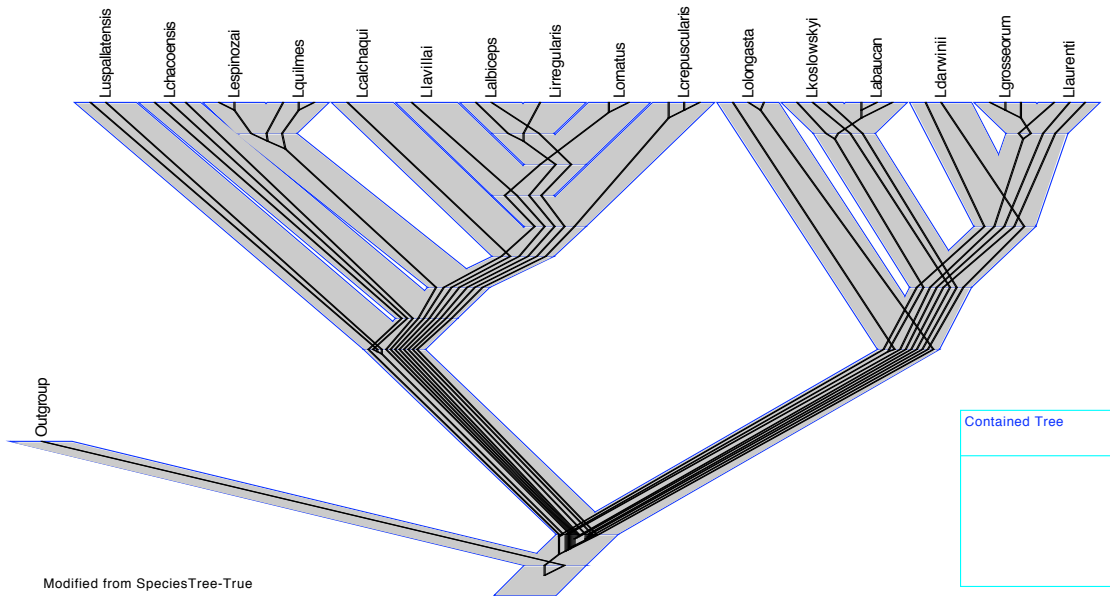 Luspallatensis
Lchacoensis
Lespinozai
Lquilmes
Lcalchaqui
Llavillai
Lalbiceps
Lirregularis
Lornatus
Lcrepuscularis
Lolongasta
Lkoslowskyi
Labaucan
Ldarwinii
Lgrosseorum
Llaurenti
Outgroup
Contained Tree
Modified from SpeciesTree-True